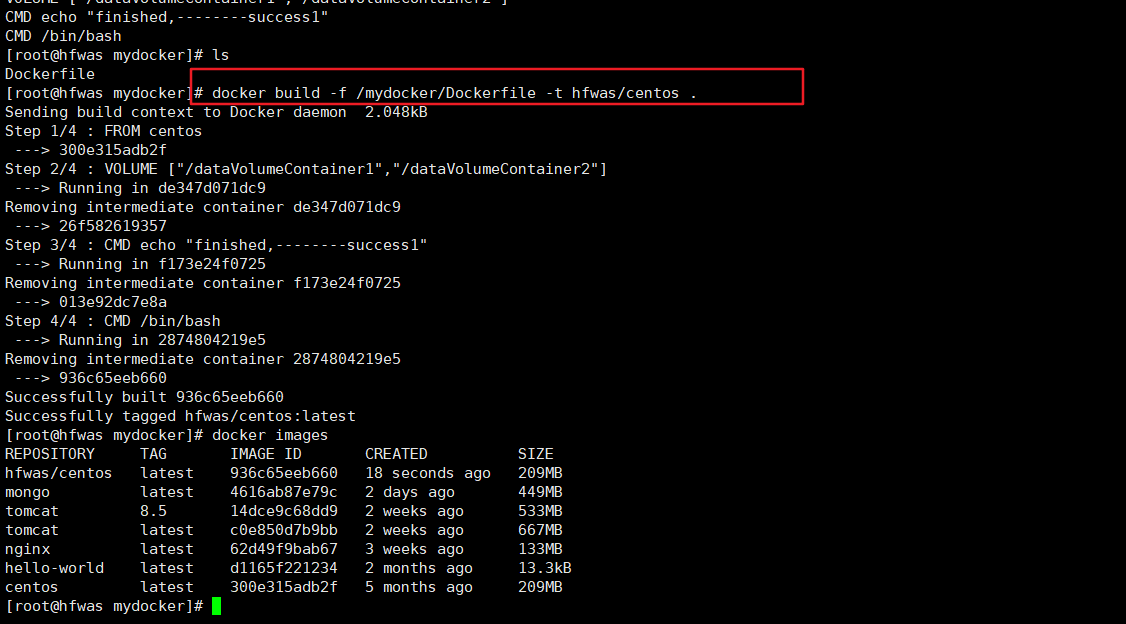 VOLUME ["/dataVolumeContainer1","/dataVolumeContainer2"]
CMD echo "finished,--------success1"
CMD /bin/bash
[root@hfwas mydocker]# ls
Dockerfile
[root@hfwas mydocker]# docker build -f /mydocker/Dockerfile -t hfwas/centos .
Sending build context to Docker daemon  2.048kB
Step 1/4 : FROM centos
 ---> 300e315adb2f
Step 2/4 : VOLUME ["/dataVolumeContainer1","/dataVolumeContainer2"]
 ---> Running in de347d071dc9
Removing intermediate container de347d071dc9
 ---> 26f582619357
Step 3/4 : CMD echo "finished,--------success1"
 ---> Running in f173e24f0725
Removing intermediate container f173e24f0725
 ---> 013e92dc7e8a
Step 4/4 : CMD /bin/bash
 ---> Running in 2874804219e5
Removing intermediate container 2874804219e5
 ---> 936c65eeb660
Successfully built 936c65eeb660
Successfully tagged hfwas/centos:latest
[root@hfwas mydocker]# docker images
REPOSITORY     TAG       IMAGE ID       CREATED          SIZE
hfwas/centos   latest    936c65eeb660   18 seconds ago   209MB
mongo          latest    4616ab87e79c   2 days ago       449MB
tomcat         8.5       14dce9c68dd9   2 weeks ago      533MB
tomcat         latest    c0e850d7b9bb   2 weeks ago      667MB
nginx          latest    62d49f9bab67   3 weeks ago      133MB
hello-world    latest    d1165f221234   2 months ago     13.3kB
centos         latest    300e315adb2f   5 months ago     209MB
[root@hfwas mydocker]#